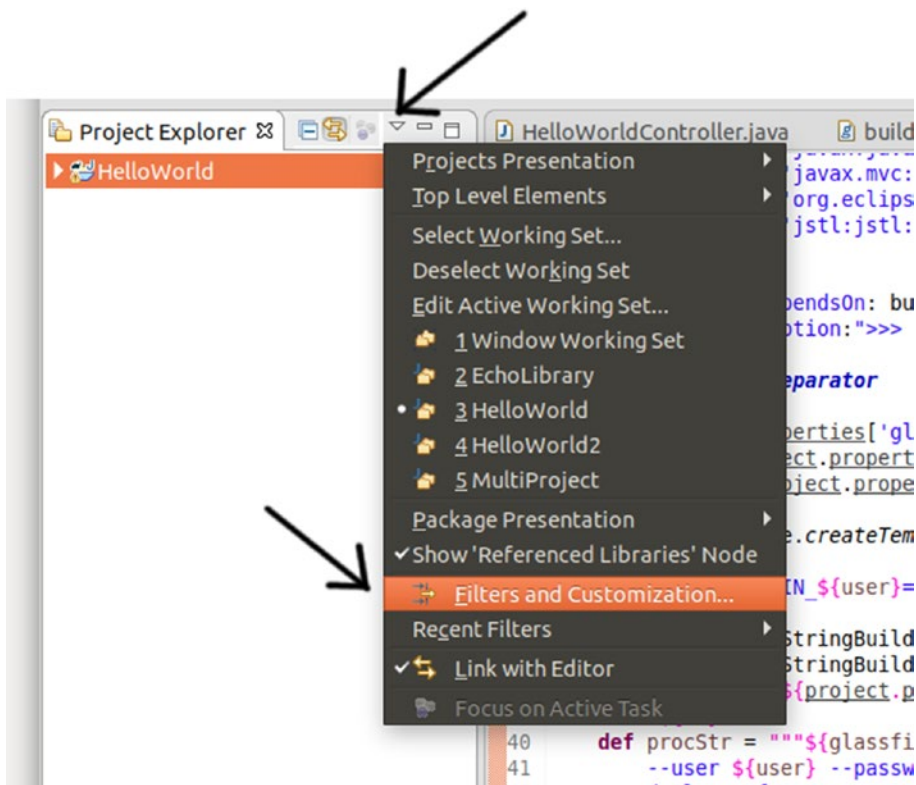 Project Explorer
HelloWorldController.java
build
HelloWorld
Projects Presentation
Top Level Elements
Select Working Set...
Deselect Working Set
Edit Active Working Set...
1 Window Working Set
2 EchoLibrary
3 HelloWorld
4 HelloWorld2
5 MultiProject
Package Presentation
Show 'Referenced Libraries' Node
Filters and Customization...
Recent Filters
Link with Editor
Focus on Active Task
'javax.mvc:
'org.eclips
'jstl:jstl:
pendsOn: bu
ption:">>>
eparator
perties['gl
ect.propert
oject.prope
e.createTem
IN_${user}=
StringBuild
StringBuild
${project.p
40 def procStr = """${glassfi
41 --user ${user} --passw